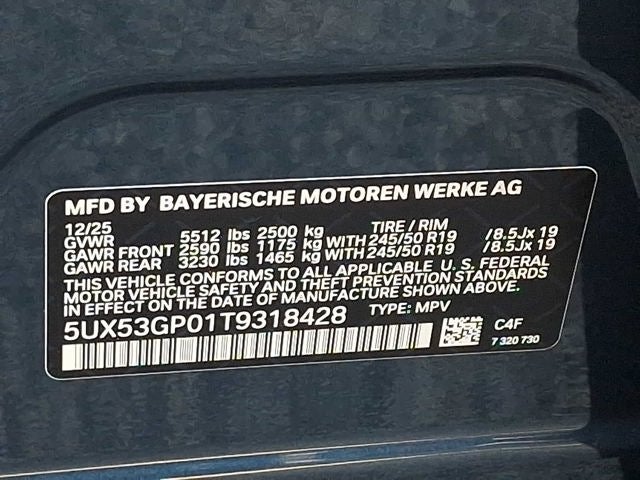 MFD BY BAYERISCHE MOTOREN WERKE AG
12/25 TIRE / RIM
GVWR 5512 lbs 2500 kg
GAWR FRONT 2590 lbs 1175 kg WITH 245/50 R19 /8.5Jx 19
GAWR REAR 3230 lbs 1465 kg WITH 245/50 R19 /8.5Jx 19
THIS VEHICLE CONFORMS TO ALL APPLICABLE U. S. FEDERAL
MOTOR VEHICLE SAFETY AND THEFT PREVENTION STANDARDS
IN EFFECT ON THE DATE OF MANUFACTURE SHOWN ABOVE.
5UX53GP01T9318428 TYPE: MPV
C4F
7 320 730